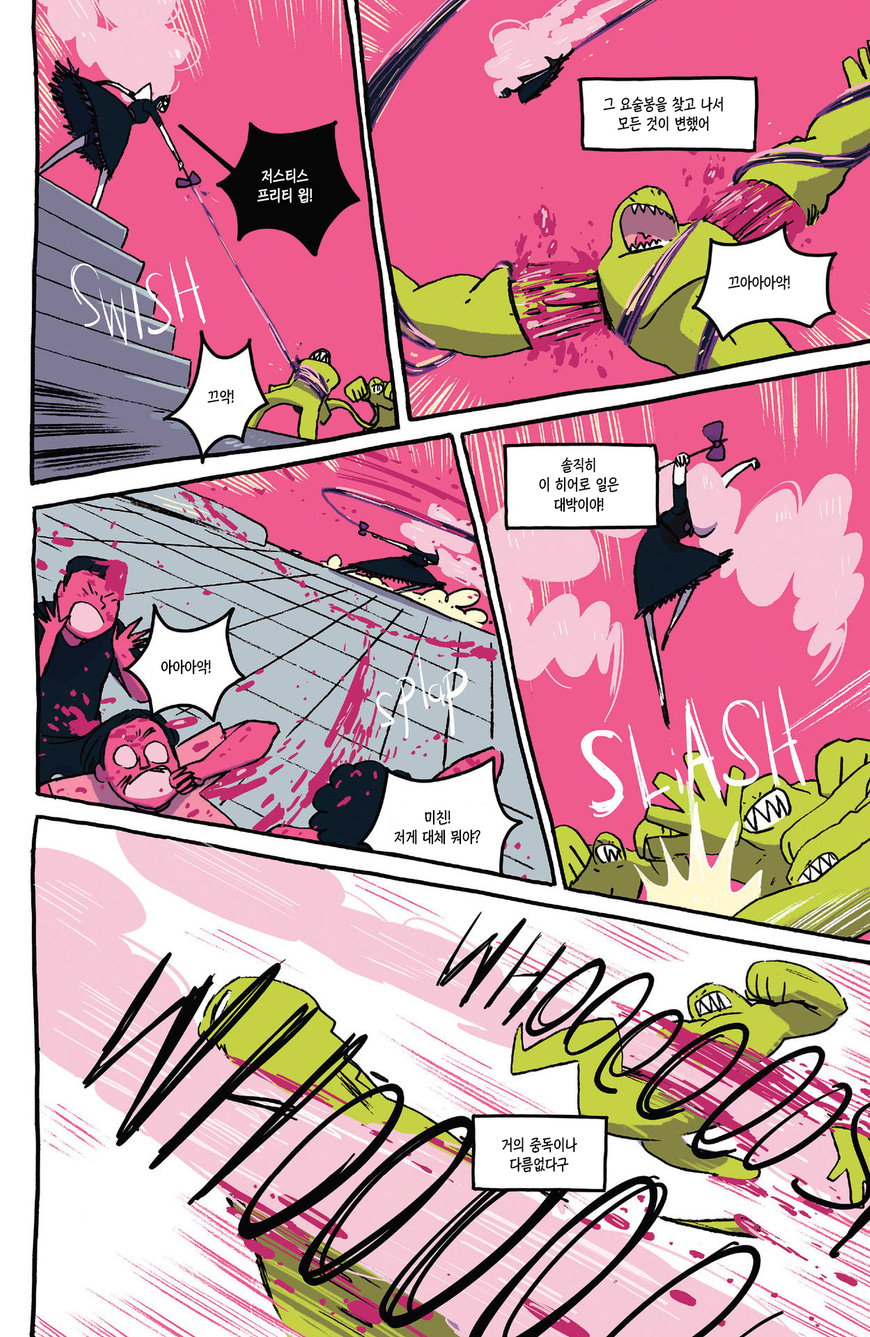 저스티스
프리티 윕!
SWISH
끄악!
그 요술봉을 찾고 나서
모든 것이 변했어
끄아아아악!
아아아악!
splap
미친!
저게 대체 뭐야?
솔직히
이 히어로 일은
대박이야!
SLASH
WHOOOO
WHOOOOOOS
거의 중독이나
다름없다구